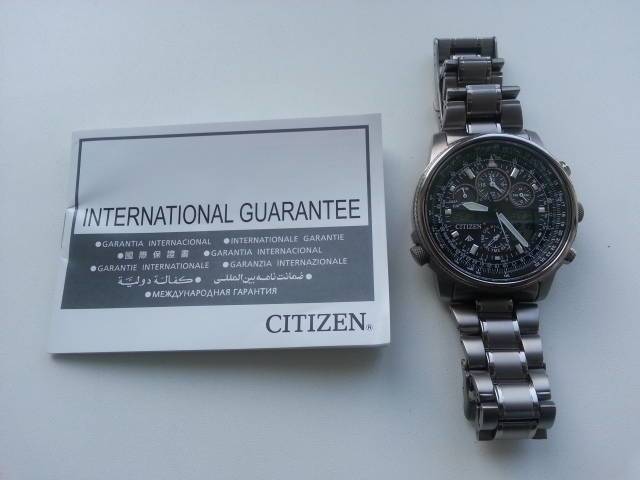 INTERNATIONAL GUARANTEE
●GARANTIA INTERNACIONAL ●INTERNATIONALE GARANTIE
●國際保證書 ●GARANTIA INTERNACIONAL
●GARANTIE INTERNATIONALE ●GARANZIA INTERNAZIONALE
●ضمانت نامه بین المللی ●كفالة دولية
●МЕЖДУНАРОДНАЯ ГАРАНТИЯ
CITIZEN®
CITIZEN